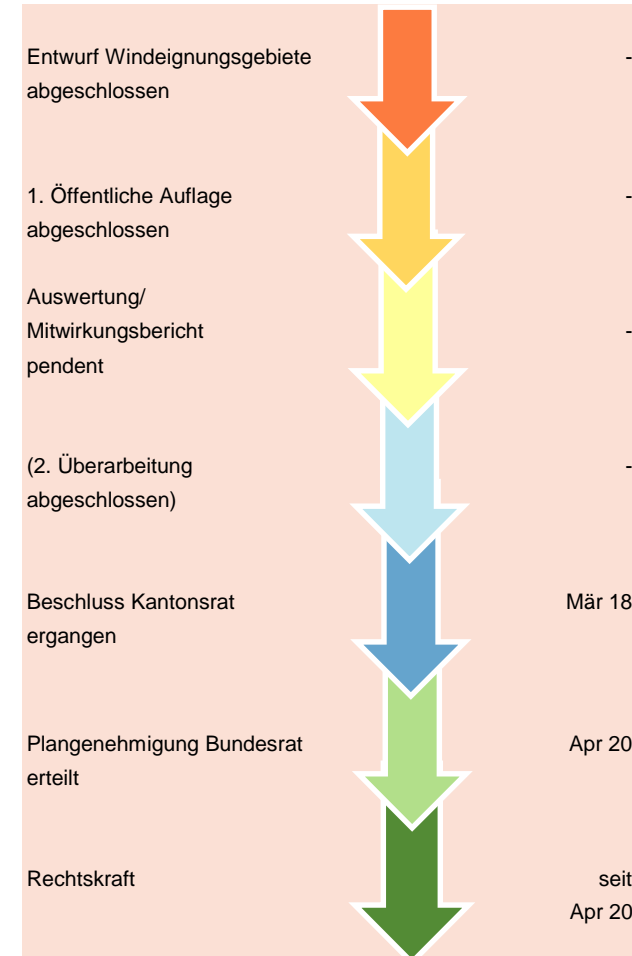 Entwurf Windeignungsgebiete -
abgeschlossen
1. Öffentliche Auflage -
abgeschlossen
Auswertung/
Mitwirkungsbericht -
pendent
(2. Überarbeitung -
abgeschlossen)
Beschluss Kantonsrat Mär 18
ergangen
Plangenehmigung Bundesrat Apr 20
erteilt
Rechtskraft seit
Apr 20